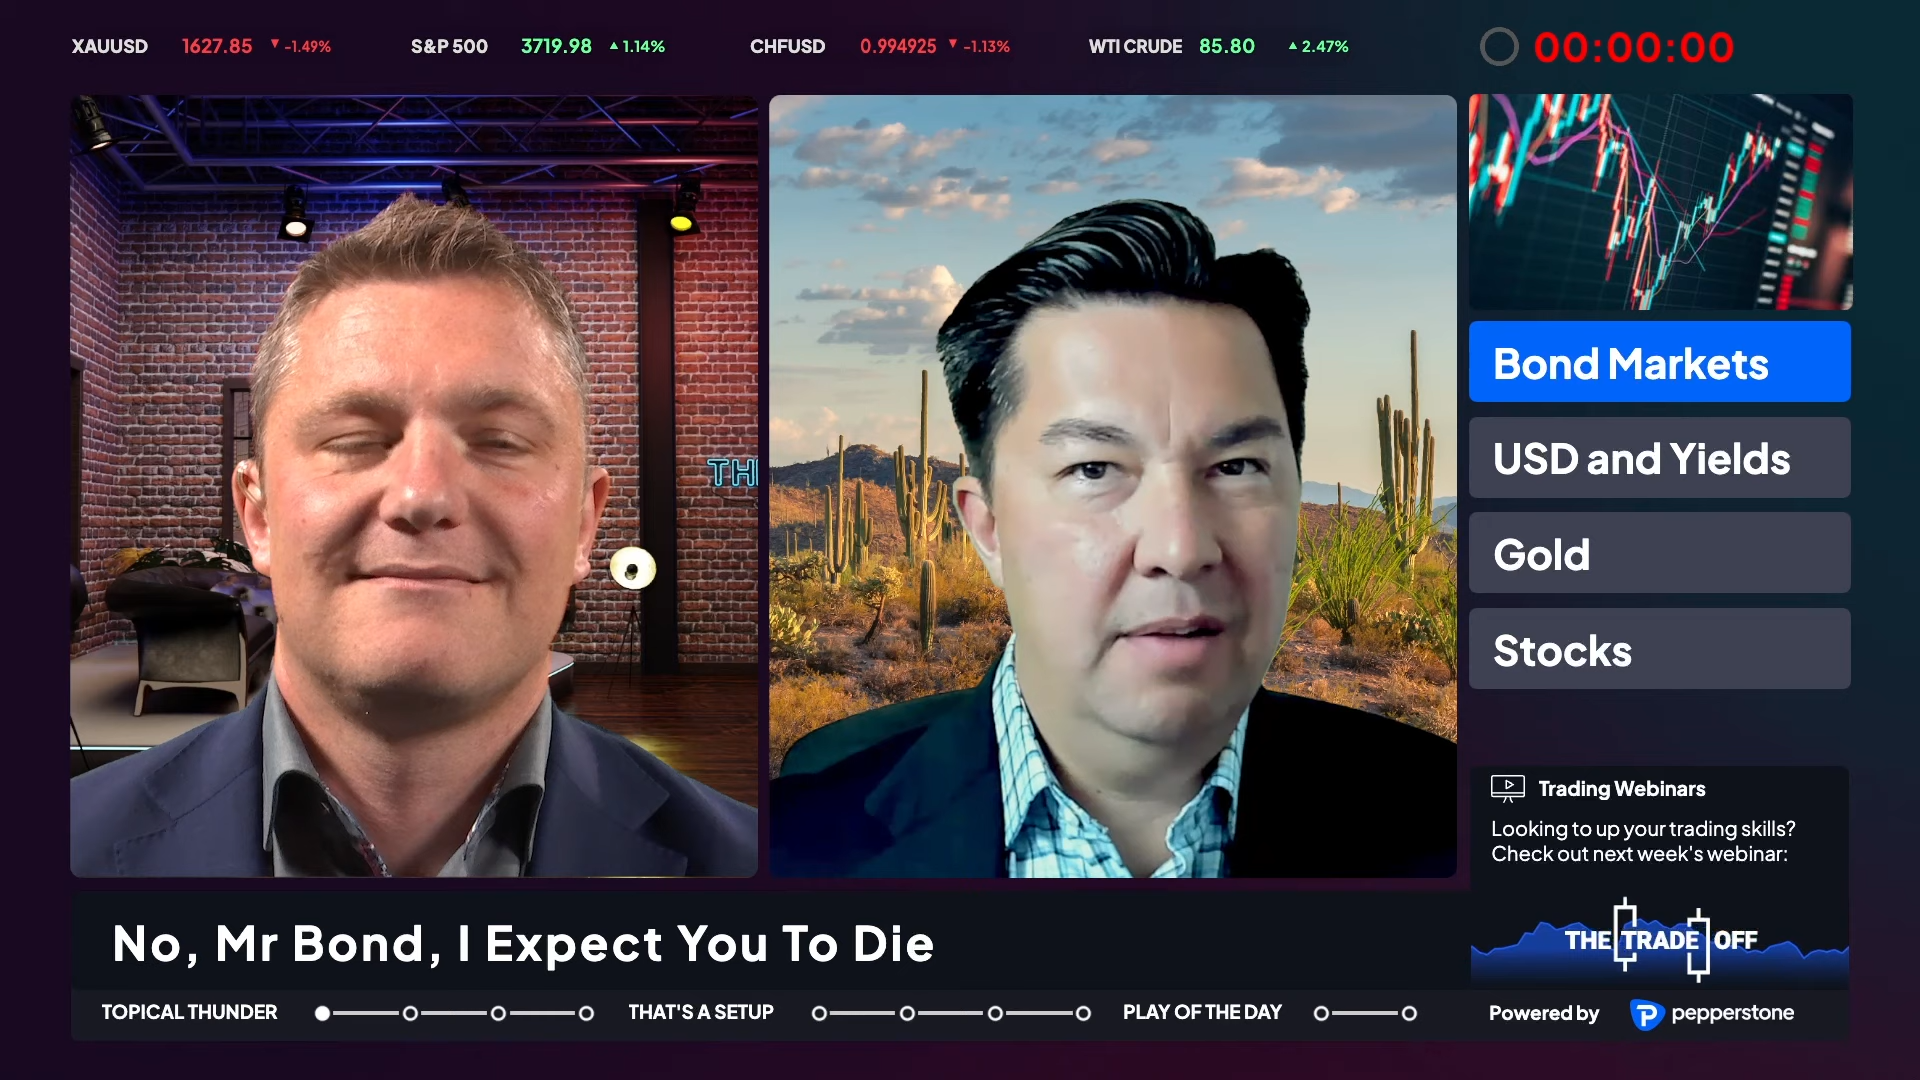 XAUUSD 1627.85 ▼ -1.49% S&P 500 3719.98 ▲ 1.14% CHFUSD 0.994925 ▼ -1.13% WTI CRUDE 85.80 ▲ 2.47% 00:00:00
TH
Bond Markets
USD and Yields
Gold
Stocks
Trading Webinars
Looking to up your trading skills?
Check out next week's webinar:
THE TRADE OFF
No, Mr Bond, I Expect You To Die
TOPICAL THUNDER THAT'S A SETUP PLAY OF THE DAY Powered by pepperstone